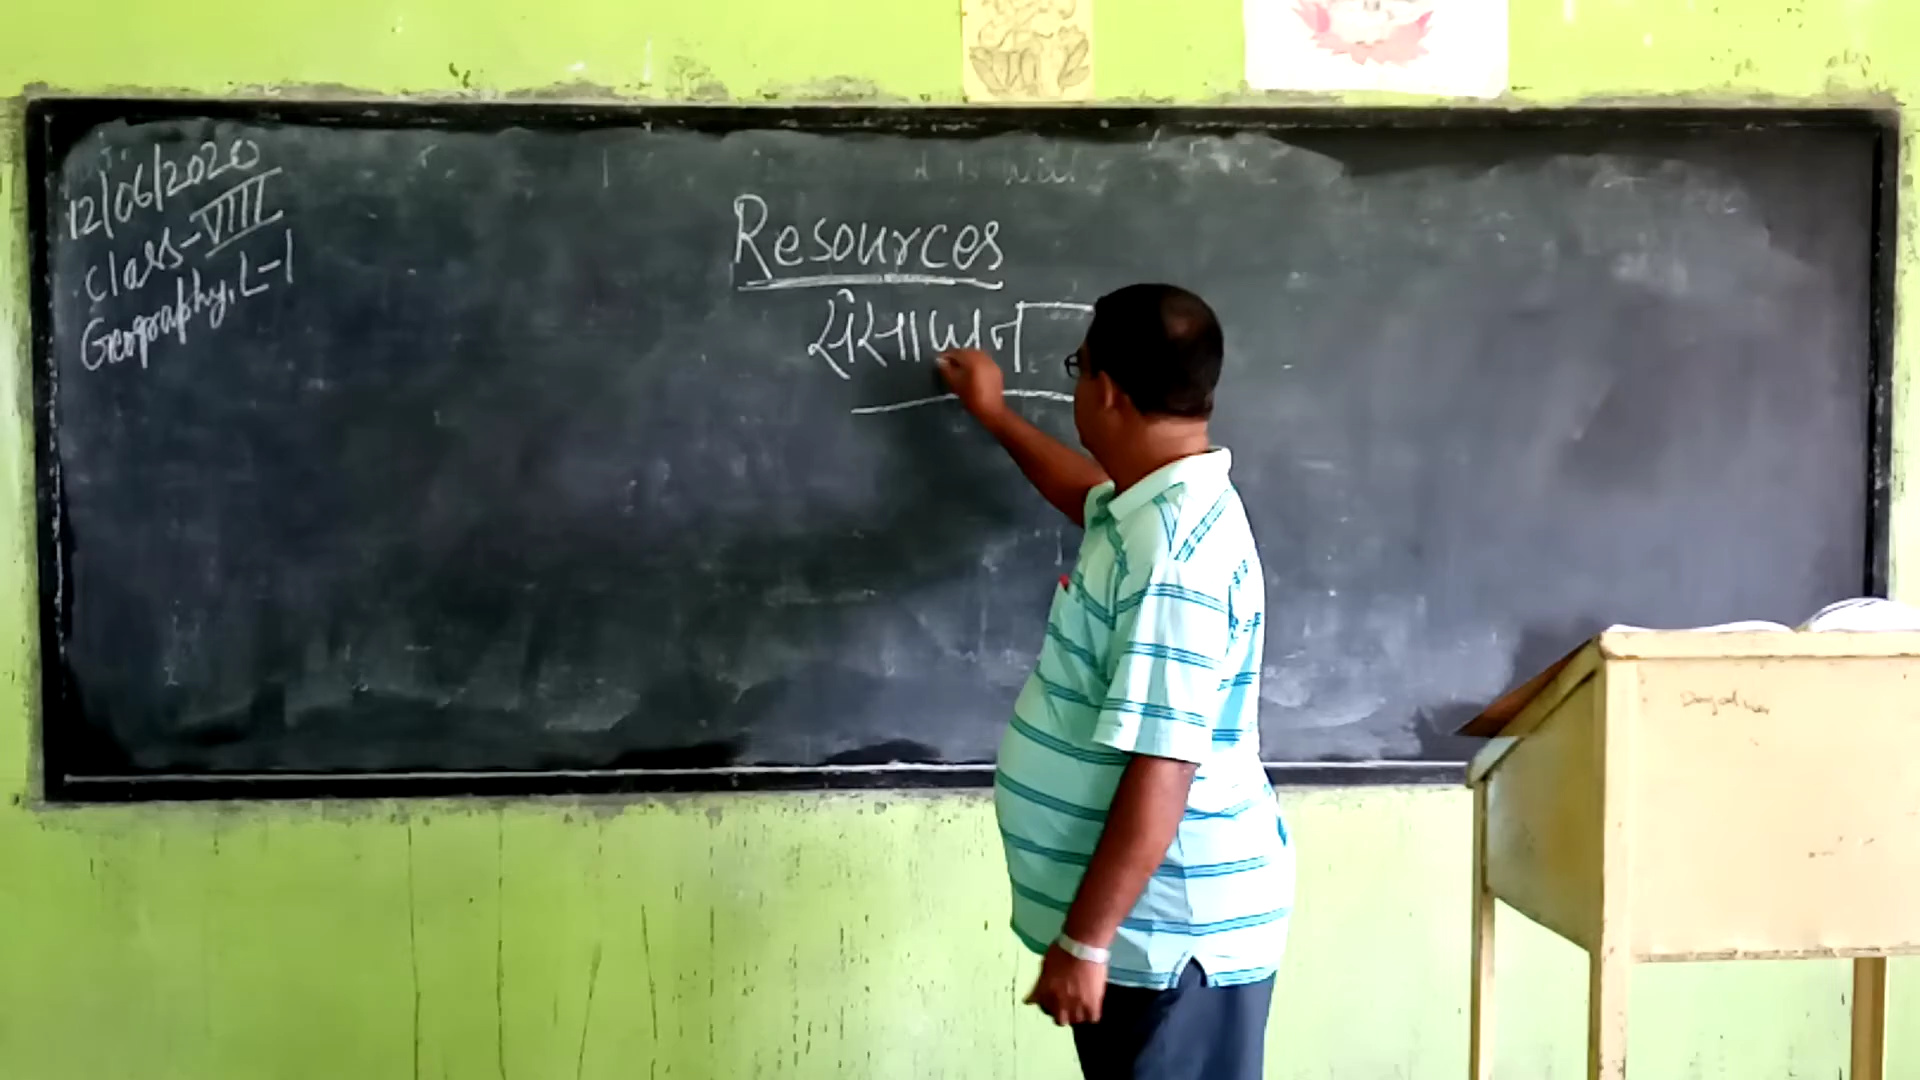 12/06/2020
Class-VIII
Geography, L-1
Resources
संसाधन